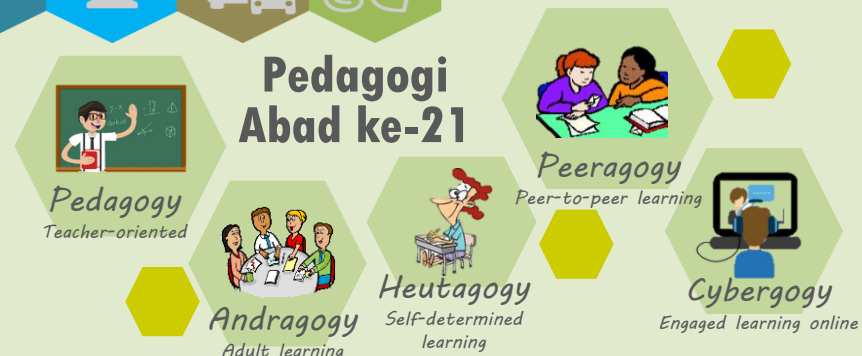 Pedagogi
Abad ke-21
Pedagogy
Teacher-oriented
Andragogy
Adult learning
Heutagogy
Self-determined
learning
Peeragogy
Peer-to-peer learning
Cybergogy
Engaged learning online